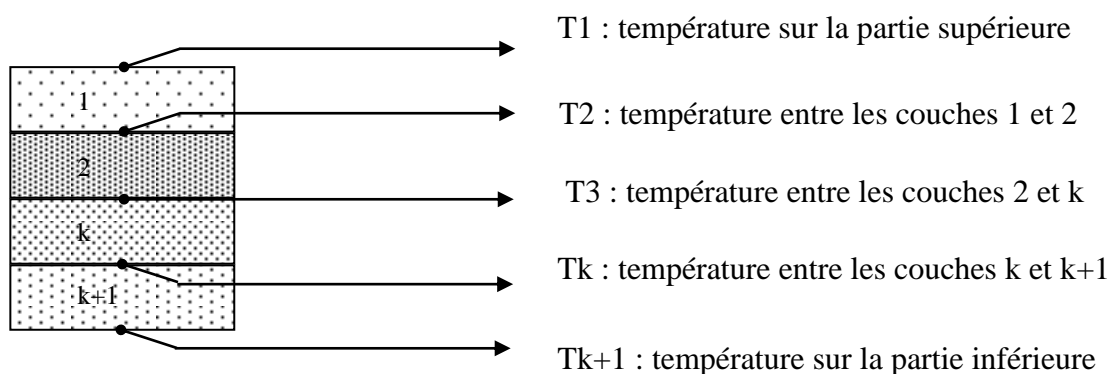 T1 : température sur la partie supérieure
1
T2 : température entre les couches 1 et 2
2
T3 : température entre les couches 2 et k
k
Tk : température entre les couches k et k+1
k+1
Tk+1 : température sur la partie inférieure